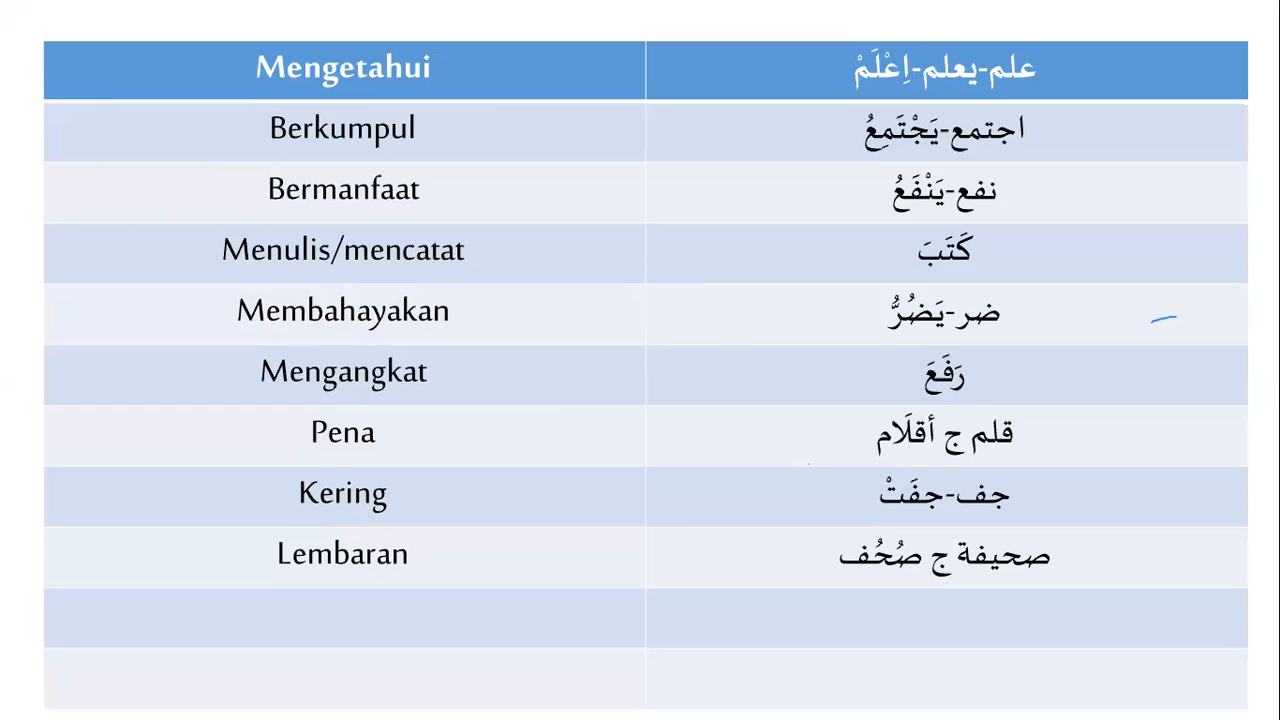 Mengetahui علم-يعلم-اِعْلَمْ
Berkumpul اجتمع-يَجْتَمِعُ
Bermanfaat نفع-يَنْفَعُ
Menulis/mencatat كَتَبَ
Membahayakan ضر-يَضُرُّ
Mengangkat رَفَعَ
Pena قلم ج أقلَام
Kering جف-جفَتْ
Lembaran صحيفة ج صُحُف